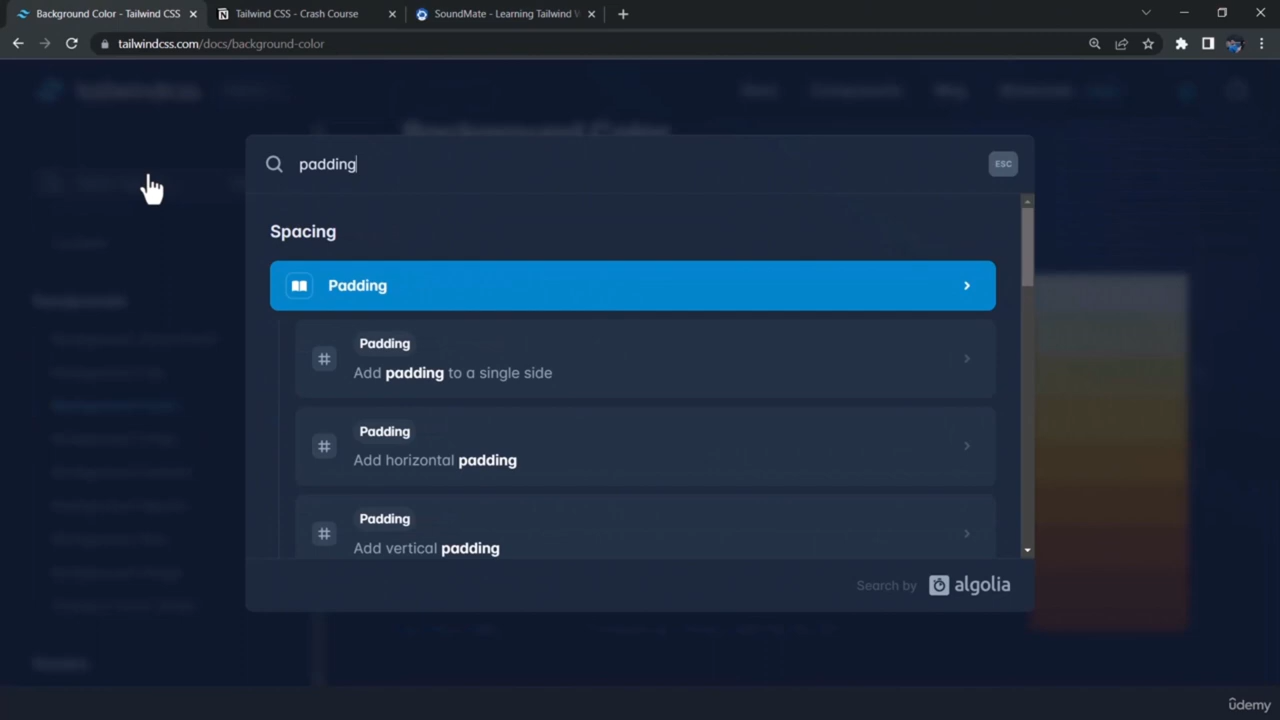 Background Color - Tailwind CSS
Tailwind CSS - Crash Course
SoundMate - Learning Tailwind
tailwindcss.com/docs/background-color
padding
ESC
Spacing
Padding
Padding
Add padding to a single side
Padding
Add horizontal padding
Padding
Add vertical padding
Search by algolia
ûdemy